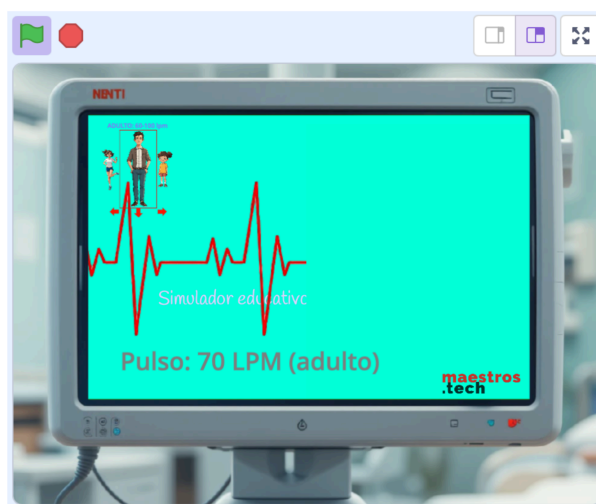 NENTI
ADULTO: 60-100 lpm
Simulador educativo
Pulso: 70 LPM (adulto)
maestros
.tech